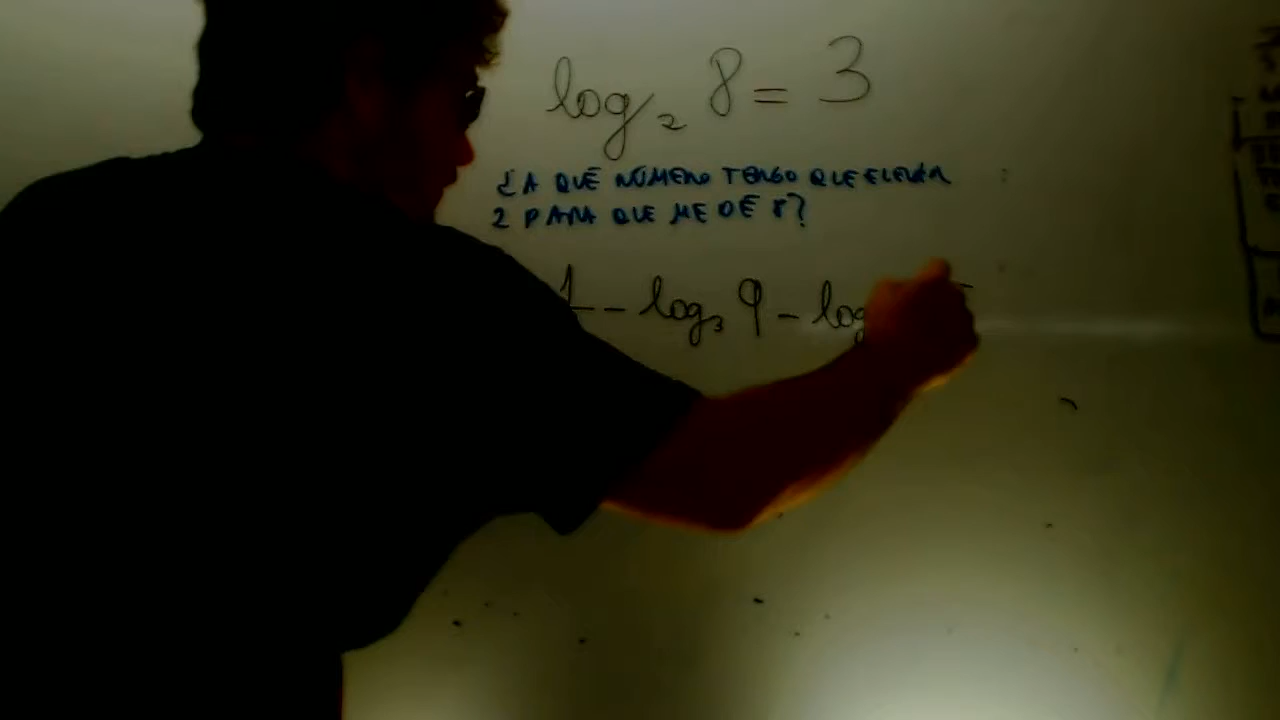 log₂ 8 = 3
¿A QUÉ NÚMERO TENGO QUE ELEVAR
2 PARA QUE ME DÉ 8?
1 - log₃ 9 - log